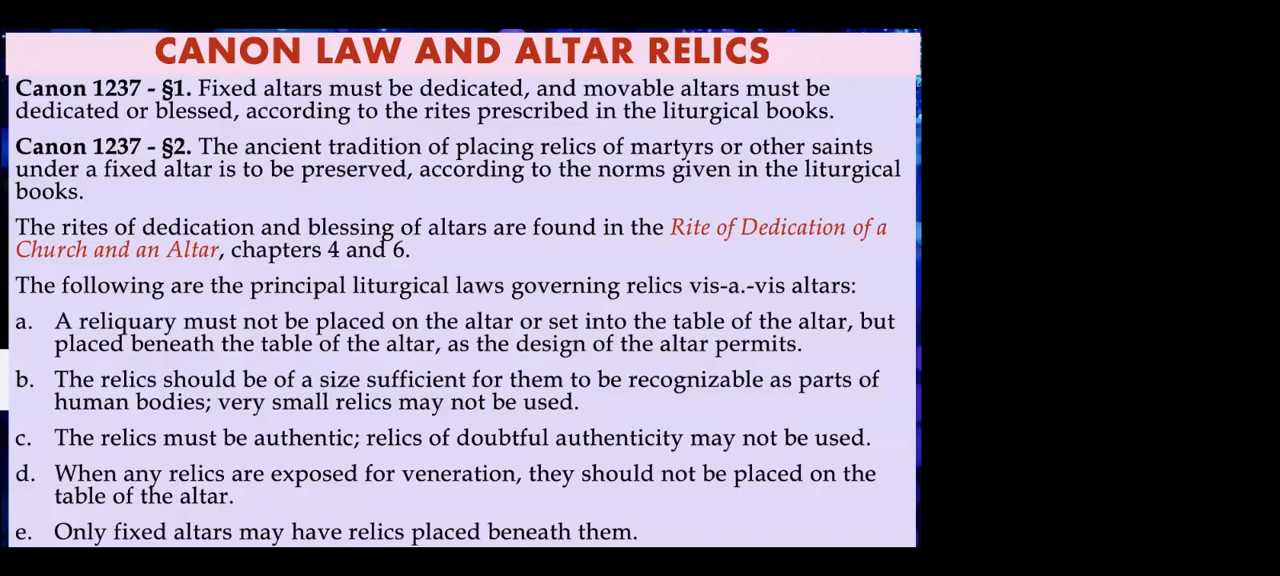 CANON LAW AND ALTAR RELICS
Canon 1237 - §1. Fixed altars must be dedicated, and movable altars must be
dedicated or blessed, according to the rites prescribed in the liturgical books.
Canon 1237 - §2. The ancient tradition of placing relics of martyrs or other saints
under a fixed altar is to be preserved, according to the norms given in the liturgical
books.
The rites of dedication and blessing of altars are found in the Rite of Dedication of a
Church and an Altar, chapters 4 and 6.
The following are the principal liturgical laws governing relics vis-a.-vis altars:
a. A reliquary must not be placed on the altar or set into the table of the altar, but
placed beneath the table of the altar, as the design of the altar permits.
b. The relics should be of a size sufficient for them to be recognizable as parts of
human bodies; very small relics may not be used.
c. The relics must be authentic; relics of doubtful authenticity may not be used.
d. When any relics are exposed for veneration, they should not be placed on the
table of the altar.
e. Only fixed altars may have relics placed beneath them.